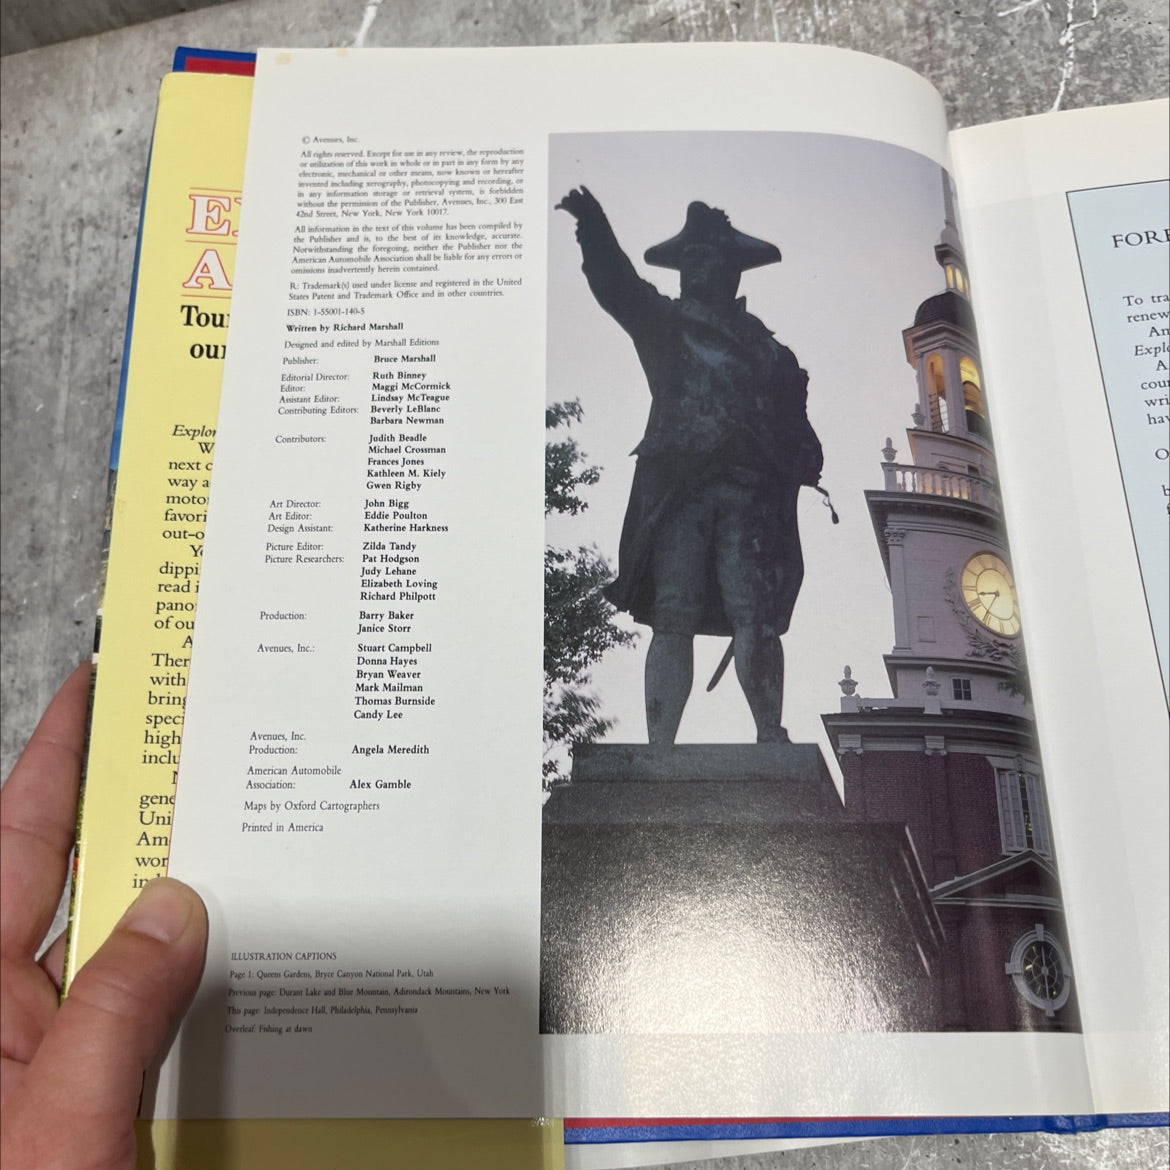 © Avenues, Inc.
All rights reserved. Except for use in any review, the reproduction
or utilization of this work in whole or in part in any form by any
electronic, mechanical or other means, now known or hereafter
invented including xerography, photocopying and recording, or
in any information storage or retrieval system, is forbidden
without the permission of the Publisher, Avenues, Inc., 300 East
42nd Street, New York, New York 10017.
All information in the text of this volume has been compiled by
the Publisher and is, to the best of its knowledge, accurate.
Notwithstanding the foregoing, neither the Publisher nor the
American Automobile Association shall be liable for any errors or
omissions inadvertently herein contained.
R: Trademark(s) used under license and registered in the United
States Patent and Trademark Office and in other countries.
ISBN: 1-55001-140-5
Written by Richard Marshall
Designed and edited by Marshall Editions
Publisher: Bruce Marshall
Editorial Director: Ruth Binney
Editor: Maggi McCormick
Assistant Editor: Lindsay McTeague
Contributing Editors: Beverly LeBlanc
Barbara Newman
Contributors: Judith Beadle
Michael Crossman
Frances Jones
Kathleen M. Kiely
Gwen Rigby
Art Director: John Bigg
Art Editor: Eddie Poulton
Design Assistant: Katherine Harkness
Picture Editor: Zilda Tandy
Picture Researchers: Pat Hodgson
Judy Lehane
Elizabeth Loving
Richard Philpott
Production: Barry Baker
Janice Storr
Avenues, Inc.: Stuart Campbell
Donna Hayes
Bryan Weaver
Mark Mailman
Thomas Burnside
Candy Lee
Avenues, Inc.
Production: Angela Meredith
American Automobile
Association: Alex Gamble
Maps by Oxford Cartographers
Printed in America
ILLUSTRATION CAPTIONS
Page 1: Queens Gardens, Bryce Canyon National Park, Utah
Previous page: Durant Lake and Blue Mountain, Adirondack Mountains, New York
This page: Independence Hall, Philadelphia, Pennsylvania
Overleaf: Fishing at dawn
E
A
Tou
our
Explor
W
next c
way a
moto
favori
out-o
Y
dippi
read i
pano
of ou
A
Ther
with
bring
speci
high
inclu
gene
Uni
Am
wor
FORE
To tra
renew
Am
Explo
A
cou
wri
hav
O